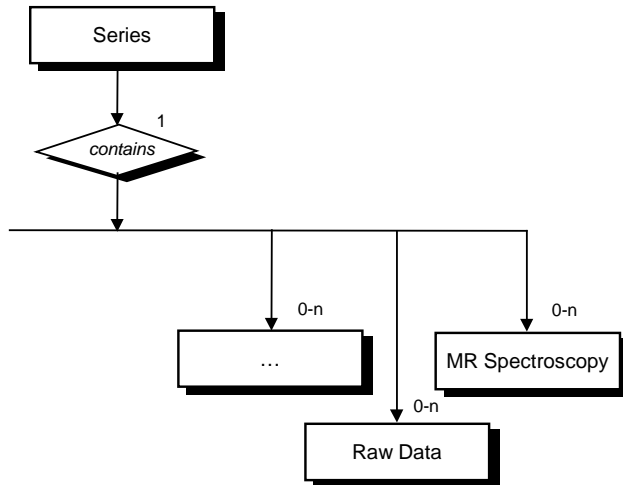 Series
1
contains
0-n
0-n
…
MR Spectroscopy
0-n
Raw Data